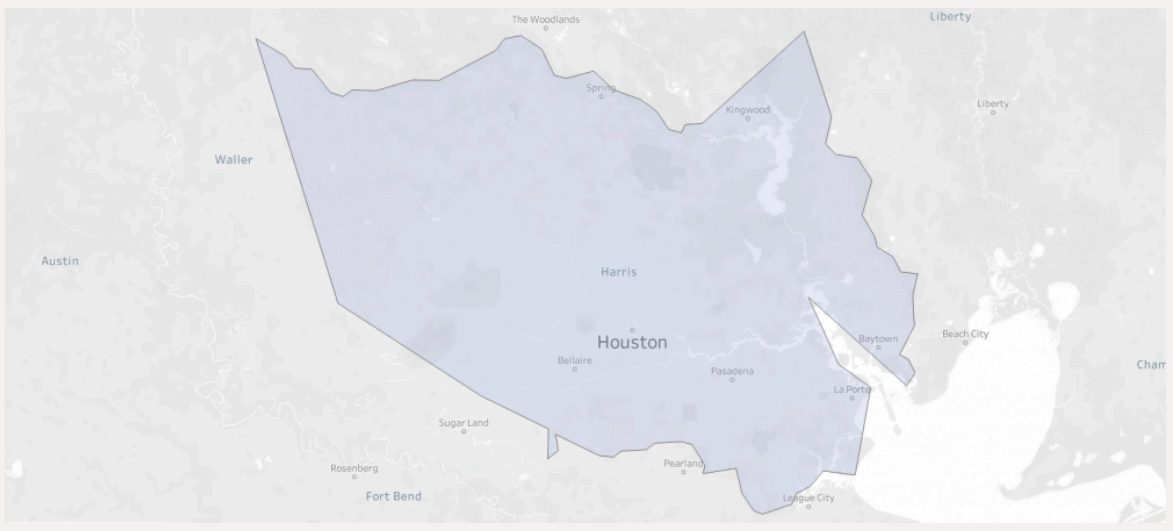 The Woodlands
Liberty
Spring
Liberty
Kingwood
Waller
Austin
Harris
Houston
Baytown
Beach City
Bellaire
Pasadena
Cham
La Porte
Sugar Land
Pearland
Rosenberg
Fort Bend
League City